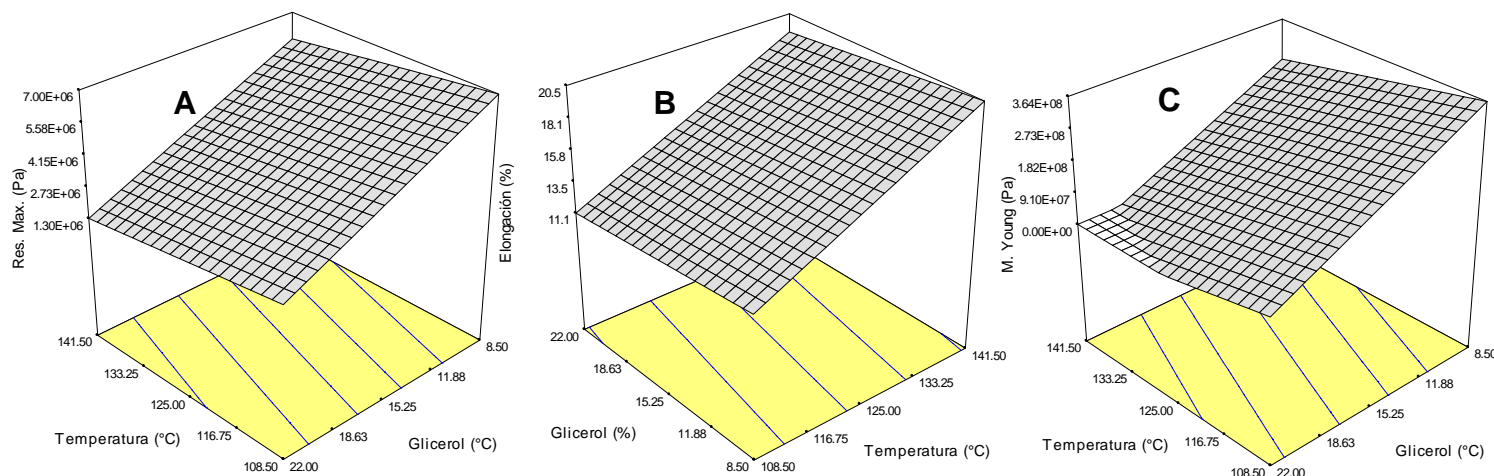 A
7.00E+06
5.58E+06
4.15E+06
2.73E+06
1.30E+06
Res. Max. (Pa)
141.50
133.25
125.00
116.75
108.50
Temperatura (°C)
22.00
18.63
15.25
11.88
8.50
Glicerol (°C)
B
20.5
18.1
15.8
13.5
11.1
Elongación (%)
22.00
18.63
15.25
11.88
8.50
Glicerol (%)
108.50
116.75
125.00
133.25
141.50
Temperatura (°C)
C
3.64E+08
2.73E+08
1.82E+08
9.10E+07
0.00E+00
M. Young (Pa)
141.50
133.25
125.00
116.75
108.50
Temperatura (°C)
22.00
18.63
15.25
11.88
8.50
Glicerol (°C)